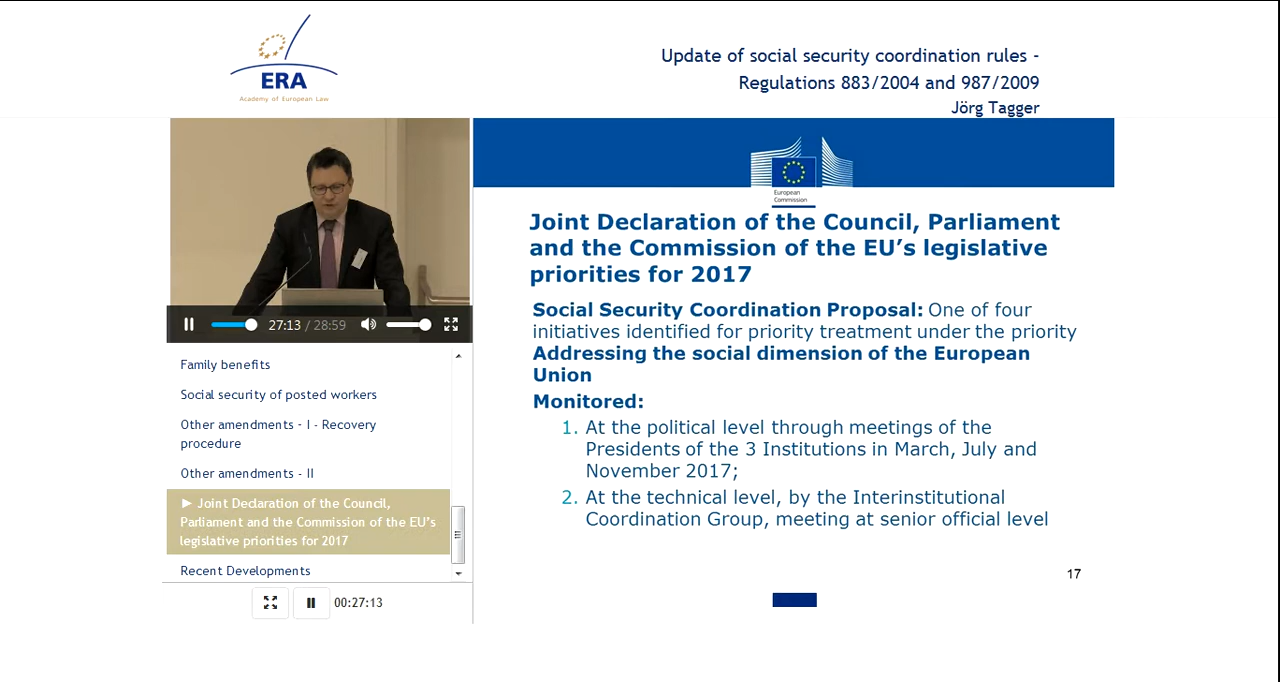 ERA
Academy of European Law
Update of social security coordination rules -
Regulations 883/2004 and 987/2009
Jörg Tagger
27:13 / 28:59
Family benefits
Social security of posted workers
Other amendments - I - Recovery
procedure
Other amendments - II
► Joint Declaration of the Council,
Parliament and the Commission of the EU's
legislative priorities for 2017
Recent Developments
00:27:13
European
Commission
Joint Declaration of the Council, Parliament
and the Commission of the EU’s legislative
priorities for 2017
Social Security Coordination Proposal: One of four
initiatives identified for priority treatment under the priority
Addressing the social dimension of the European
Union
Monitored:
1. At the political level through meetings of the
Presidents of the 3 Institutions in March, July and
November 2017;
2. At the technical level, by the Interinstitutional
Coordination Group, meeting at senior official level
17